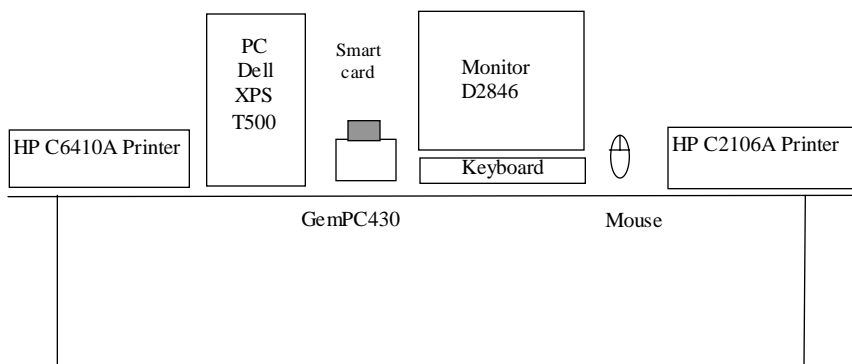 PC
Dell
XPS
T500
Smart
card
Monitor
D2846
HP C6410A Printer
Keyboard
HP C2106A Printer
GemPC430
Mouse